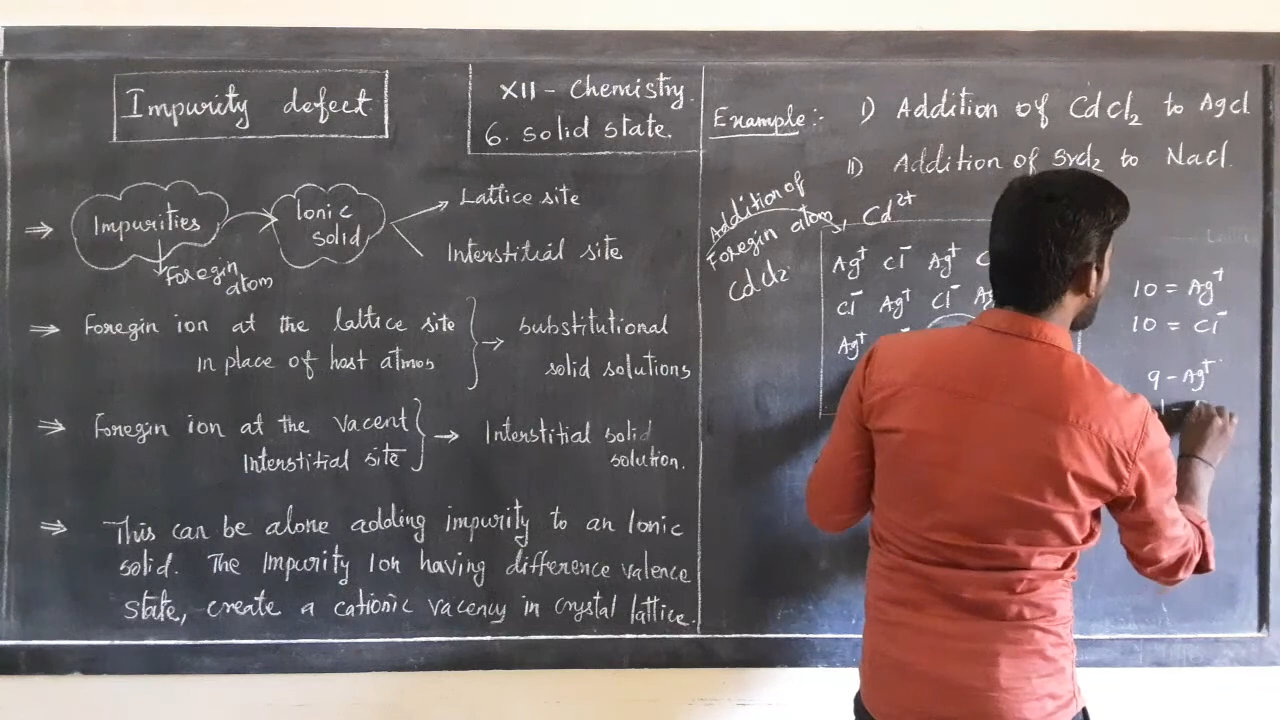 Impurity defect
XII - Chemistry.
6. Solid state.
⇒ Impurities → Ionic solid
Lattice site
Interstitial site
Foregin atom
⇒ Foregin ion at the lattice site
in place of host atmos
→ substitutional
solid solutions
⇒ Foregin ion at the vacent
Interstitial site
→ Interstitial solid
solution.
⇒ This can be alone adding impurity to an Ionic
solid. The Impurity Ion having difference valence
state, create a cationic vacency in crystal lattice.
Example:- I) Addition of CdCl₂ to Agcl
II) Addition of Srcl₂ to Nacl.
Addition of
Foregin atom,
CdCl₂
Cd²⁺
Ag⁺ Cl⁻ Ag⁺
Cl⁻ Ag⁺ Cl⁻
Ag⁺
10 = Ag⁺
10 = Cl⁻
9 - Ag⁺
1 -